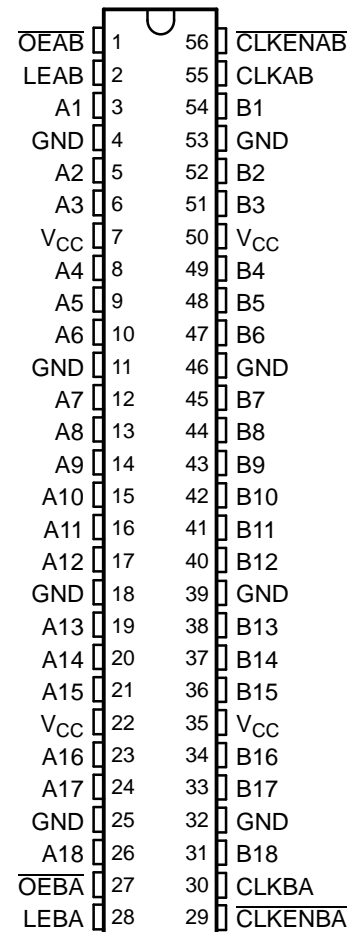 OEAB 1 56 CLKENAB
LEAB 2 55 CLKAB
A1 3 54 B1
GND 4 53 GND
A2 5 52 B2
A3 6 51 B3
VCC 7 50 VCC
A4 8 49 B4
A5 9 48 B5
A6 10 47 B6
GND 11 46 GND
A7 12 45 B7
A8 13 44 B8
A9 14 43 B9
A10 15 42 B10
A11 16 41 B11
A12 17 40 B12
GND 18 39 GND
A13 19 38 B13
A14 20 37 B14
A15 21 36 B15
VCC 22 35 VCC
A16 23 34 B16
A17 24 33 B17
GND 25 32 GND
A18 26 31 B18
OEBA 27 30 CLKBA
LEBA 28 29 CLKENBA